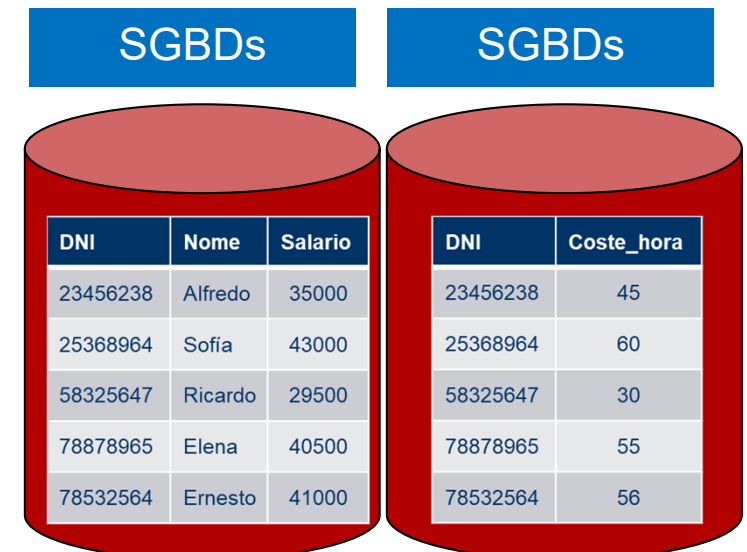 SGBDs
SGBDs
DNI Nome Salario
23456238 Alfredo 35000
25368964 Sofía 43000
58325647 Ricardo 29500
78878965 Elena 40500
78532564 Ernesto 41000
DNI Coste_hora
23456238 45
25368964 60
58325647 30
78878965 55
78532564 56